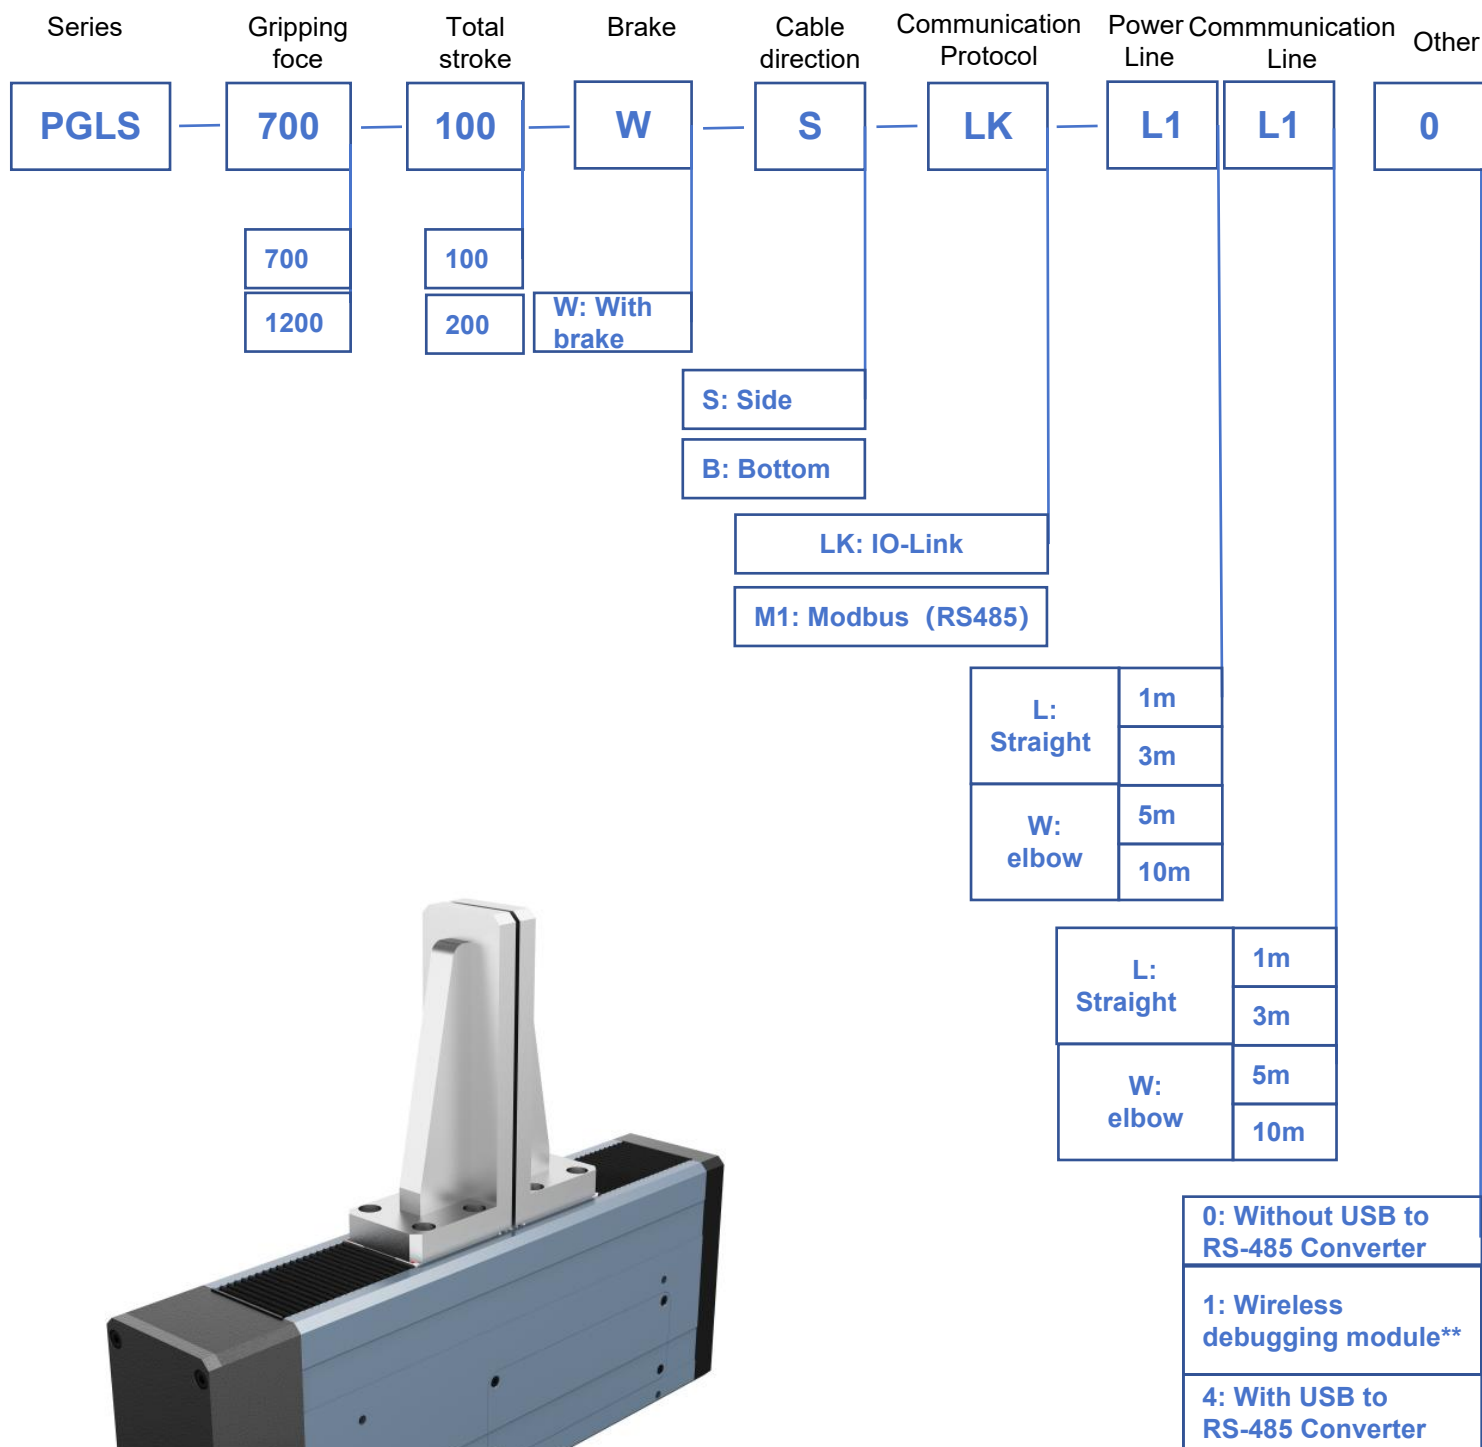 Series
Gripping
foce
Total
stroke
Brake
Cable
direction
Communication
Protocol
Power
Line
Commmunication
Line
Other
PGLS
700
100
W
S
LK
L1
L1
0
700
1200
100
200
W: With
brake
S: Side
B: Bottom
LK: IO-Link
M1: Modbus（RS485）
L:
Straight
W:
elbow
1m
3m
5m
10m
L:
Straight
W:
elbow
1m
3m
5m
10m
0: Without USB to
RS-485 Converter
1: Wireless
debugging module**
4: With USB to
RS-485 Converter